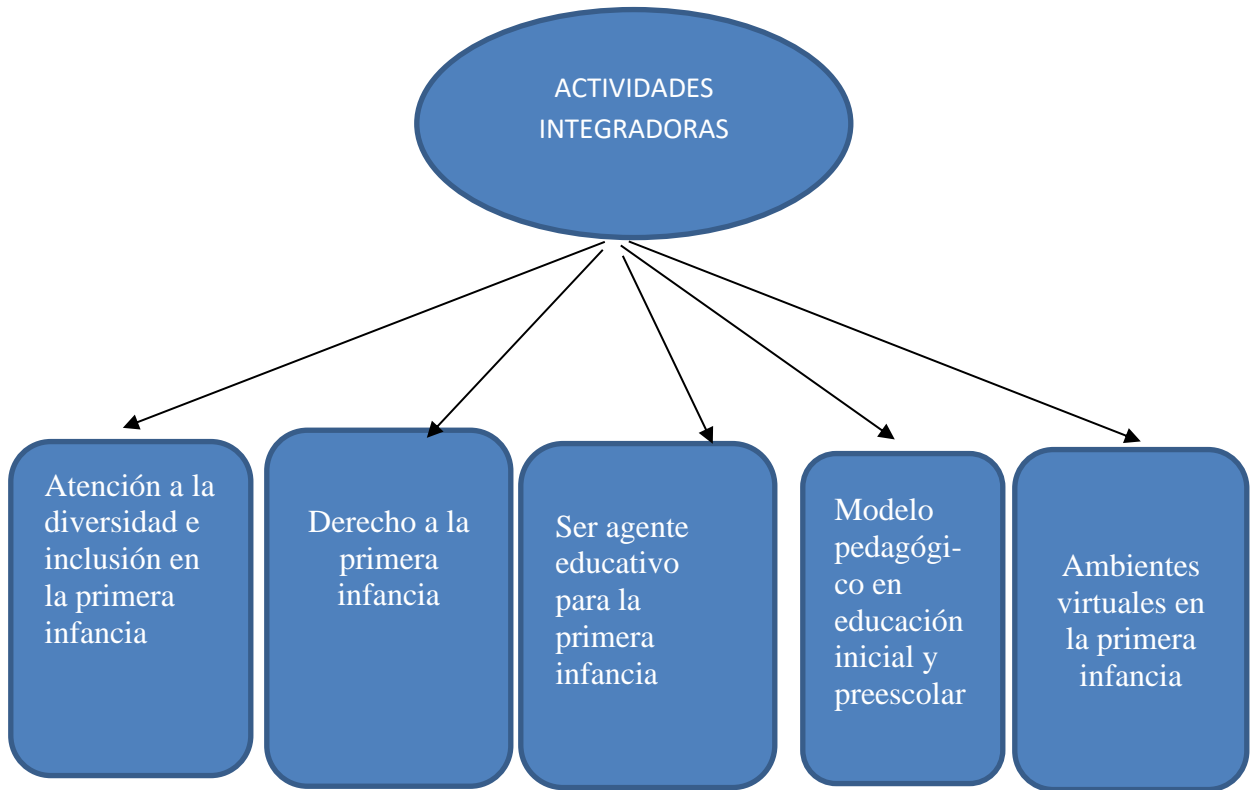 ACTIVIDADES
INTEGRADORAS
Atención a la
diversidad e
inclusión en
la primera
infancia
Derecho a la
primera
infancia
Ser agente
educativo
para la
primera
infancia
Modelo
pedagógi-
co en
educación
inicial y
preescolar
Ambientes
virtuales en
la primera
infancia